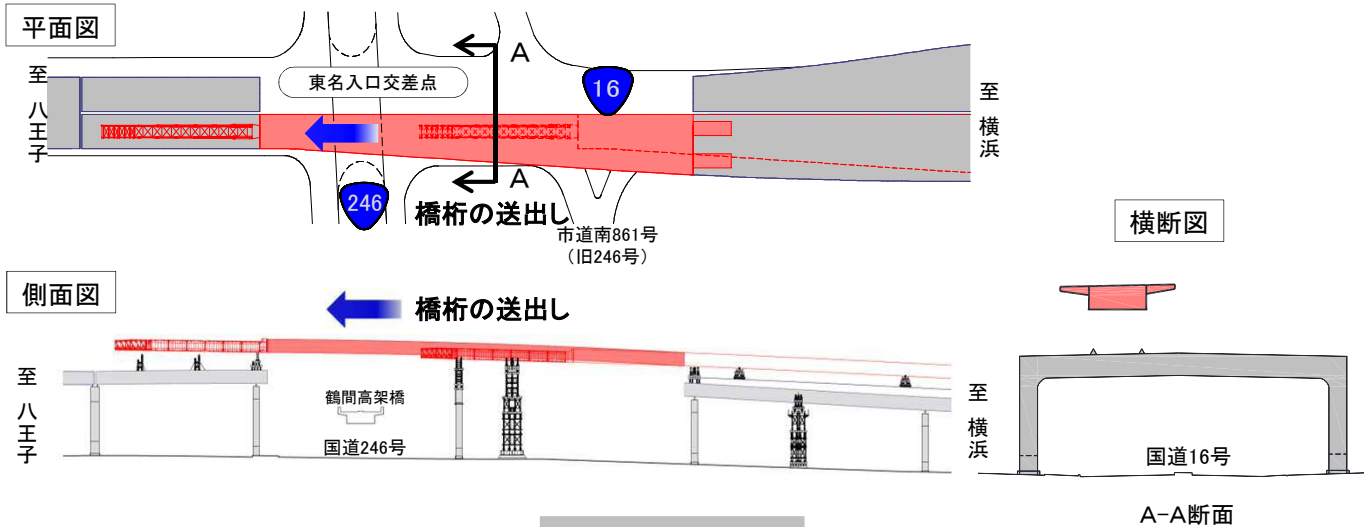 平面図
A
東名入口交差点
16
至八王子
至横浜
A
246
橋桁の送出し
市道南861号
（旧246号）
横断図
側面図
橋桁の送出し
至八王子
鶴間高架橋
国道246号
至横浜
国道16号
A-A断面